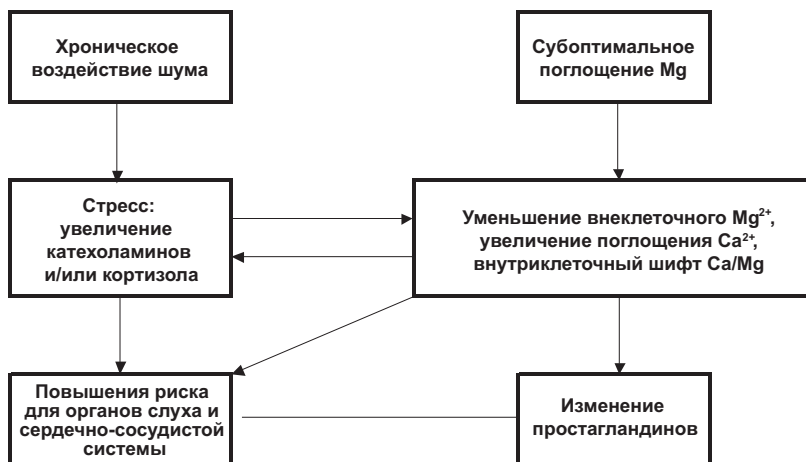 Хроническое
воздействие шума
Субоптимальное
поглощение Mg
Стресс:
увеличение
катехоламинов
и/или кортизола
Уменьшение внеклеточного Mg²⁺,
увеличение поглощения Ca²⁺,
внутриклеточный шифт Ca/Mg
Повышения риска
для органов слуха и
сердечно-сосудистой
системы
Изменение
простагландинов